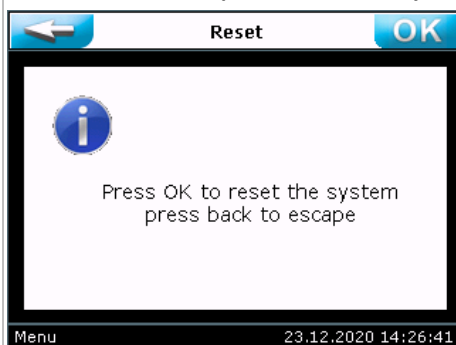 Reset
OK
Press OK to reset the system
press back to escape
Menu
23.12.2020 14:26:41